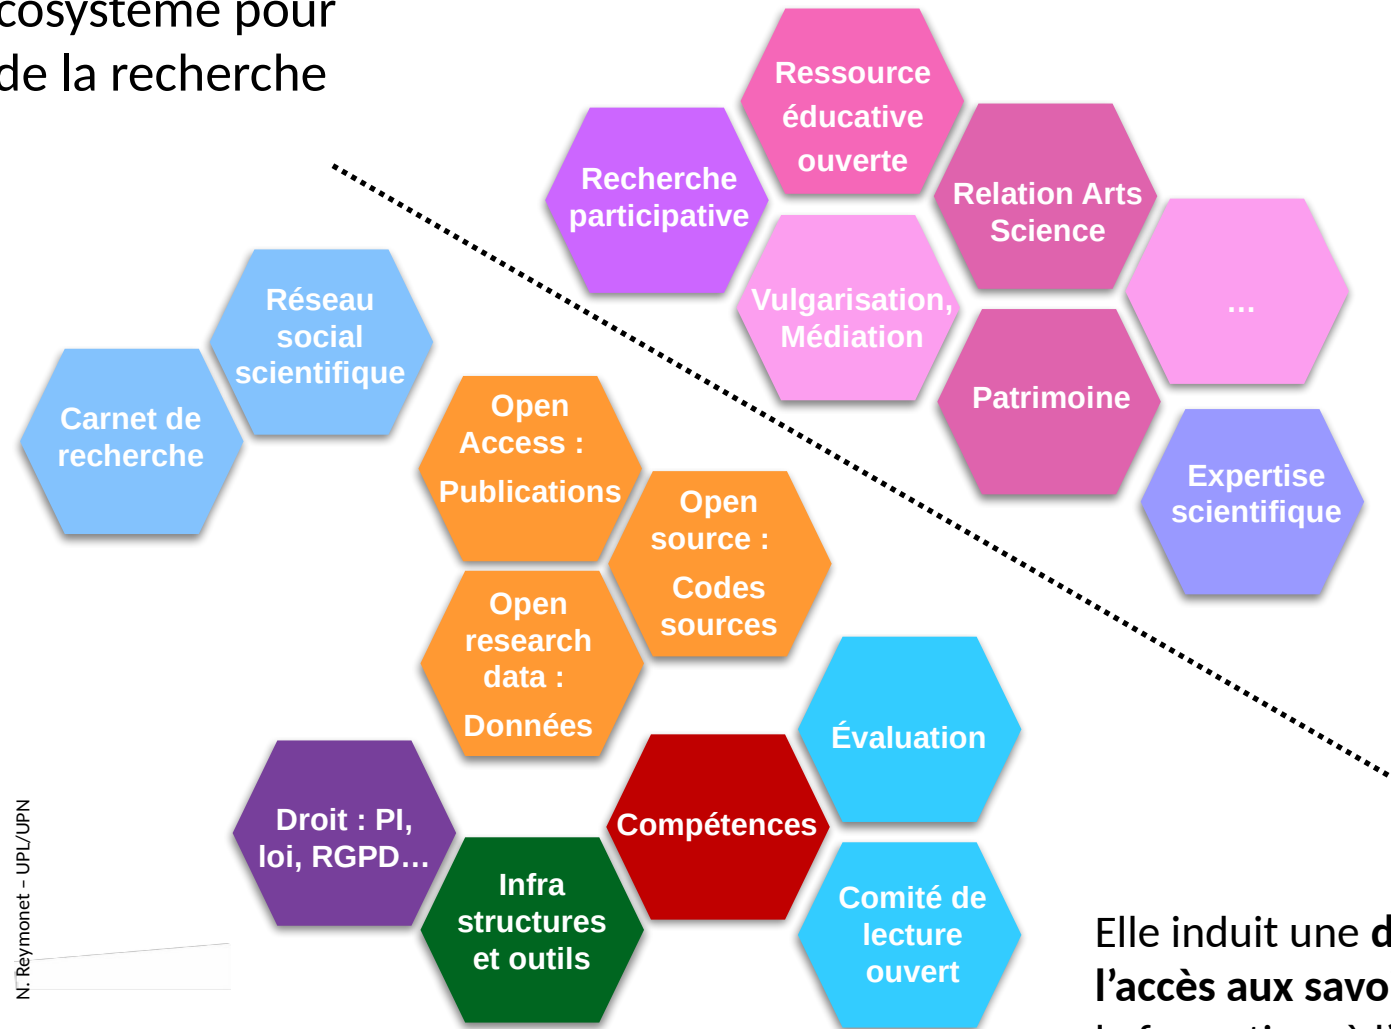 cosystème pour
de la recherche
Ressource
éducative
ouverte
Recherche
participative
Relation Arts
Science
Vulgarisation,
Médiation
...
Patrimoine
Expertise
scientifique
Réseau
social
scientifique
Carnet de
recherche
Open
Access :
Publications
Open
source :
Codes
sources
Open
research
data :
Données
Évaluation
Droit : PI,
loi, RGPD...
Compétences
Infra
structures
et outils
Comité de
lecture
ouvert
N. Reymonet – UPL/UPN
Elle induit une d
l’accès aux savo